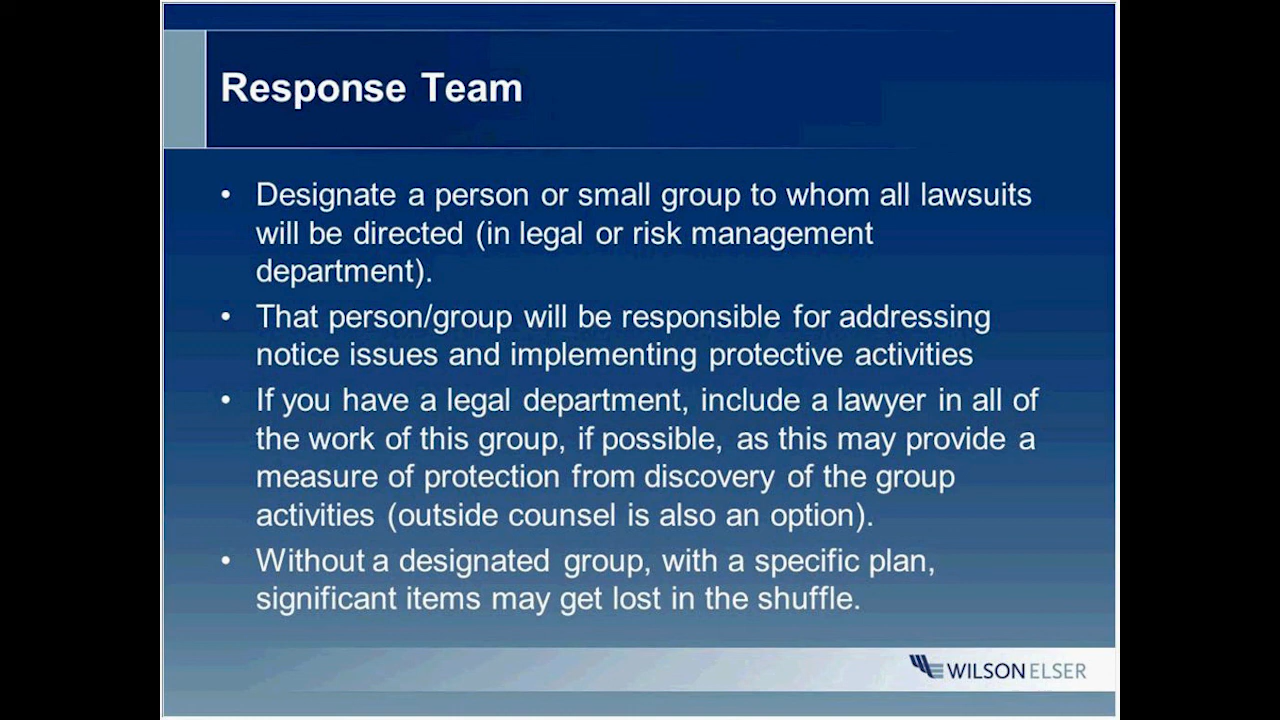 Response Team
• Designate a person or small group to whom all lawsuits
will be directed (in legal or risk management
department).
• That person/group will be responsible for addressing
notice issues and implementing protective activities
• If you have a legal department, include a lawyer in all of
the work of this group, if possible, as this may provide a
measure of protection from discovery of the group
activities (outside counsel is also an option).
• Without a designated group, with a specific plan,
significant items may get lost in the shuffle.
WILSON ELSER